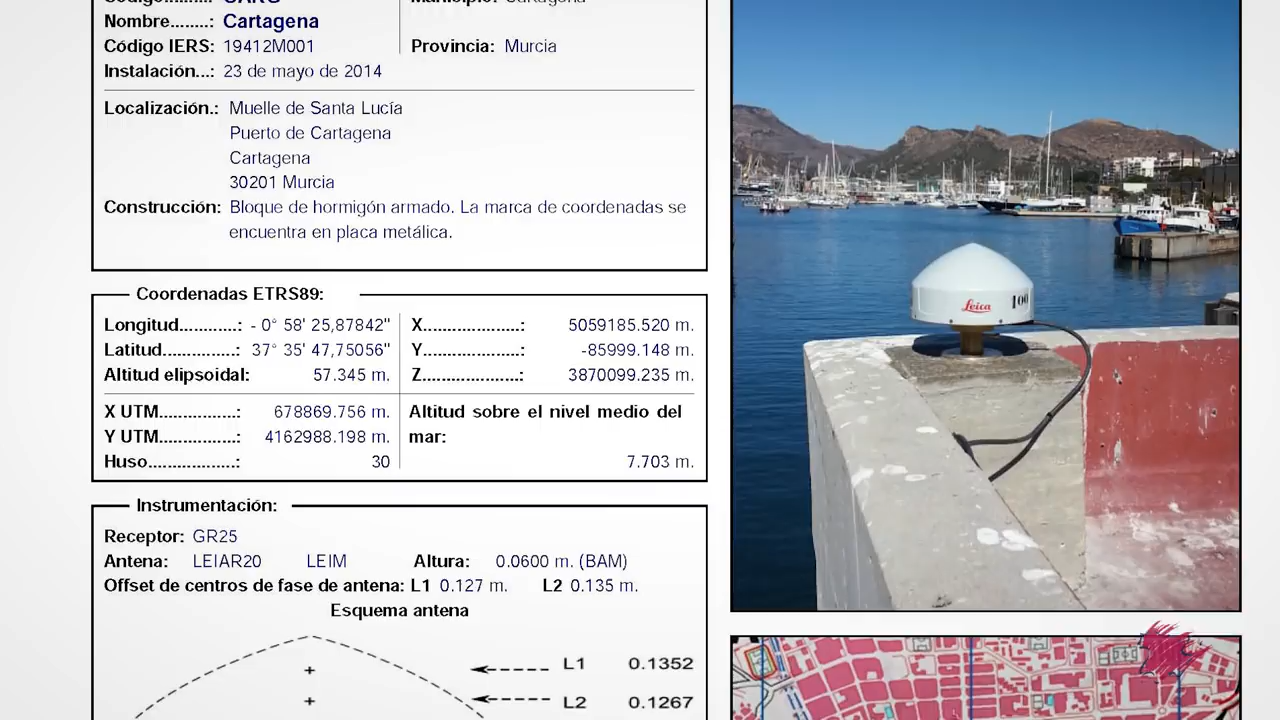 Nombre.......: Cartagena
Código IERS: 19412M001
Provincia: Murcia
Instalación...: 23 de mayo de 2014
Localización.: Muelle de Santa Lucía
Puerto de Cartagena
Cartagena
30201 Murcia
Construcción: Bloque de hormigón armado. La marca de coordenadas se
encuentra en placa metálica.
Coordenadas ETRS89:
Longitud...........: - 0° 58' 25,87842"
Latitud..............: 37° 35' 47,75056"
Altitud elipsoidal: 57.345 m.
X....................: 5059185.520 m.
Y....................: -85999.148 m.
Z....................: 3870099.235 m.
X UTM...............: 678869.756 m.
Y UTM...............: 4162988.198 m.
Huso.................: 30
Altitud sobre el nivel medio del
mar:
7.703 m.
Instrumentación:
Receptor: GR25
Antena: LEIAR20 LEIM Altura: 0.0600 m. (BAM)
Offset de centros de fase de antena: L1 0.127 m. L2 0.135 m.
Esquema antena
L1 0.1352
L2 0.1267
Leica 100